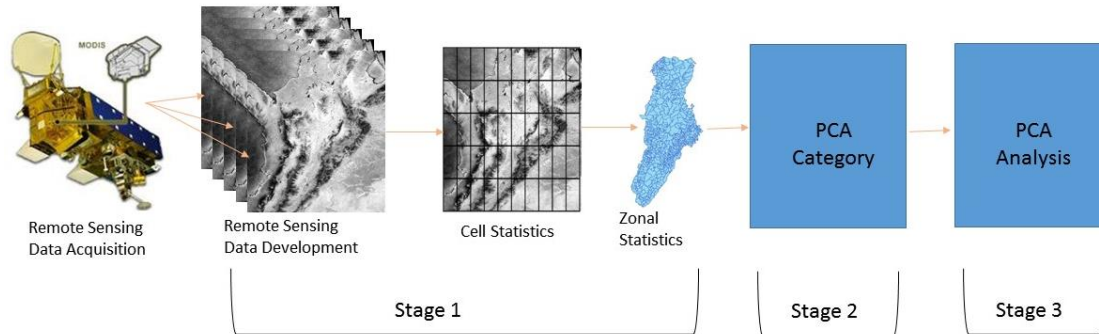 MODIS
Remote Sensing
Data Acquisition
Remote Sensing
Data Development
Cell Statistics
Zonal
Statistics
PCA
Category
PCA
Analysis
Stage 1
Stage 2
Stage 3